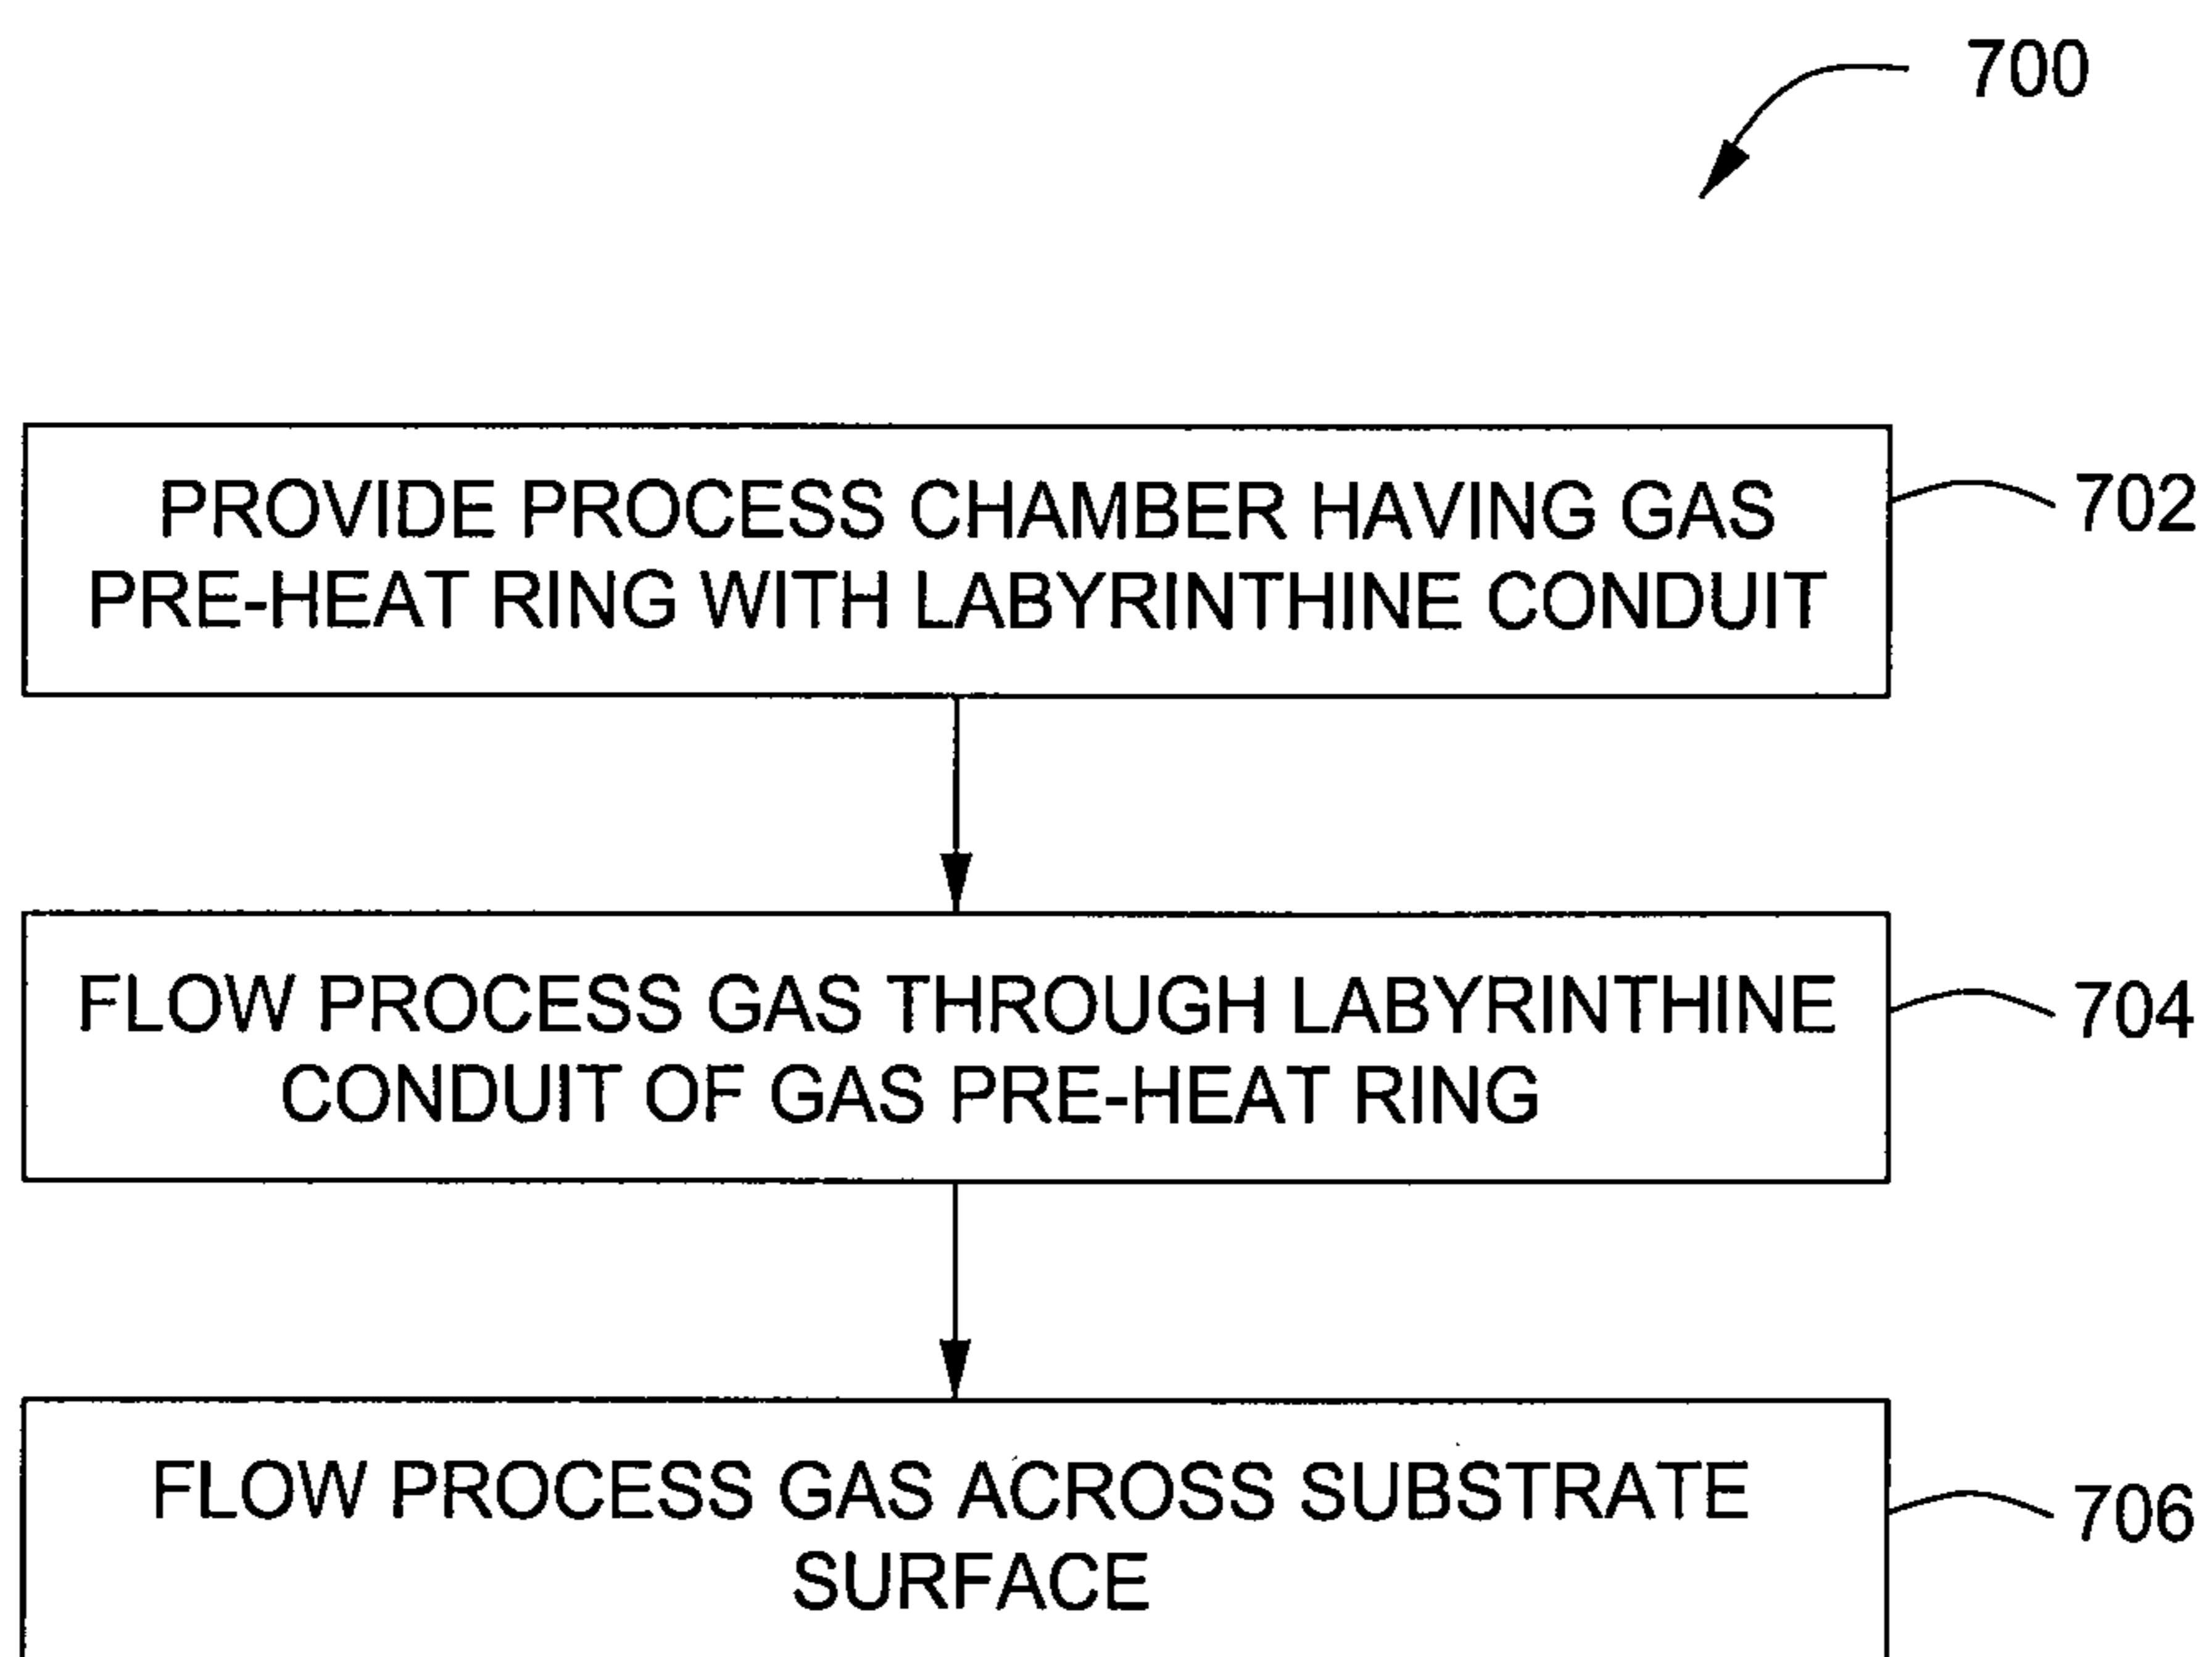 700
PROVIDE PROCESS CHAMBER HAVING GAS
PRE-HEAT RING WITH LABYRINTHINE CONDUIT
702
FLOW PROCESS GAS THROUGH LABYRINTHINE
CONDUIT OF GAS PRE-HEAT RING
704
FLOW PROCESS GAS ACROSS SUBSTRATE
SURFACE
706